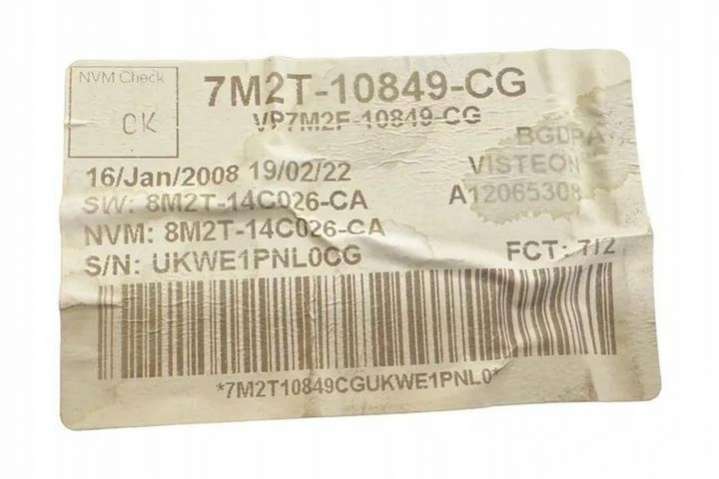 NVM Check
OK
7M2T-10849-CG
VP7M2F-10849-CG
16/Jan/2008 19/02/22
VISTEON
SW: 8M2T-14C026-CA
A12065308
NVM: 8M2T-14C026-CA
S/N: UKWE1PNL0CG
FCT: 7/2
*7M2T10849CGUKWE1PNL0*